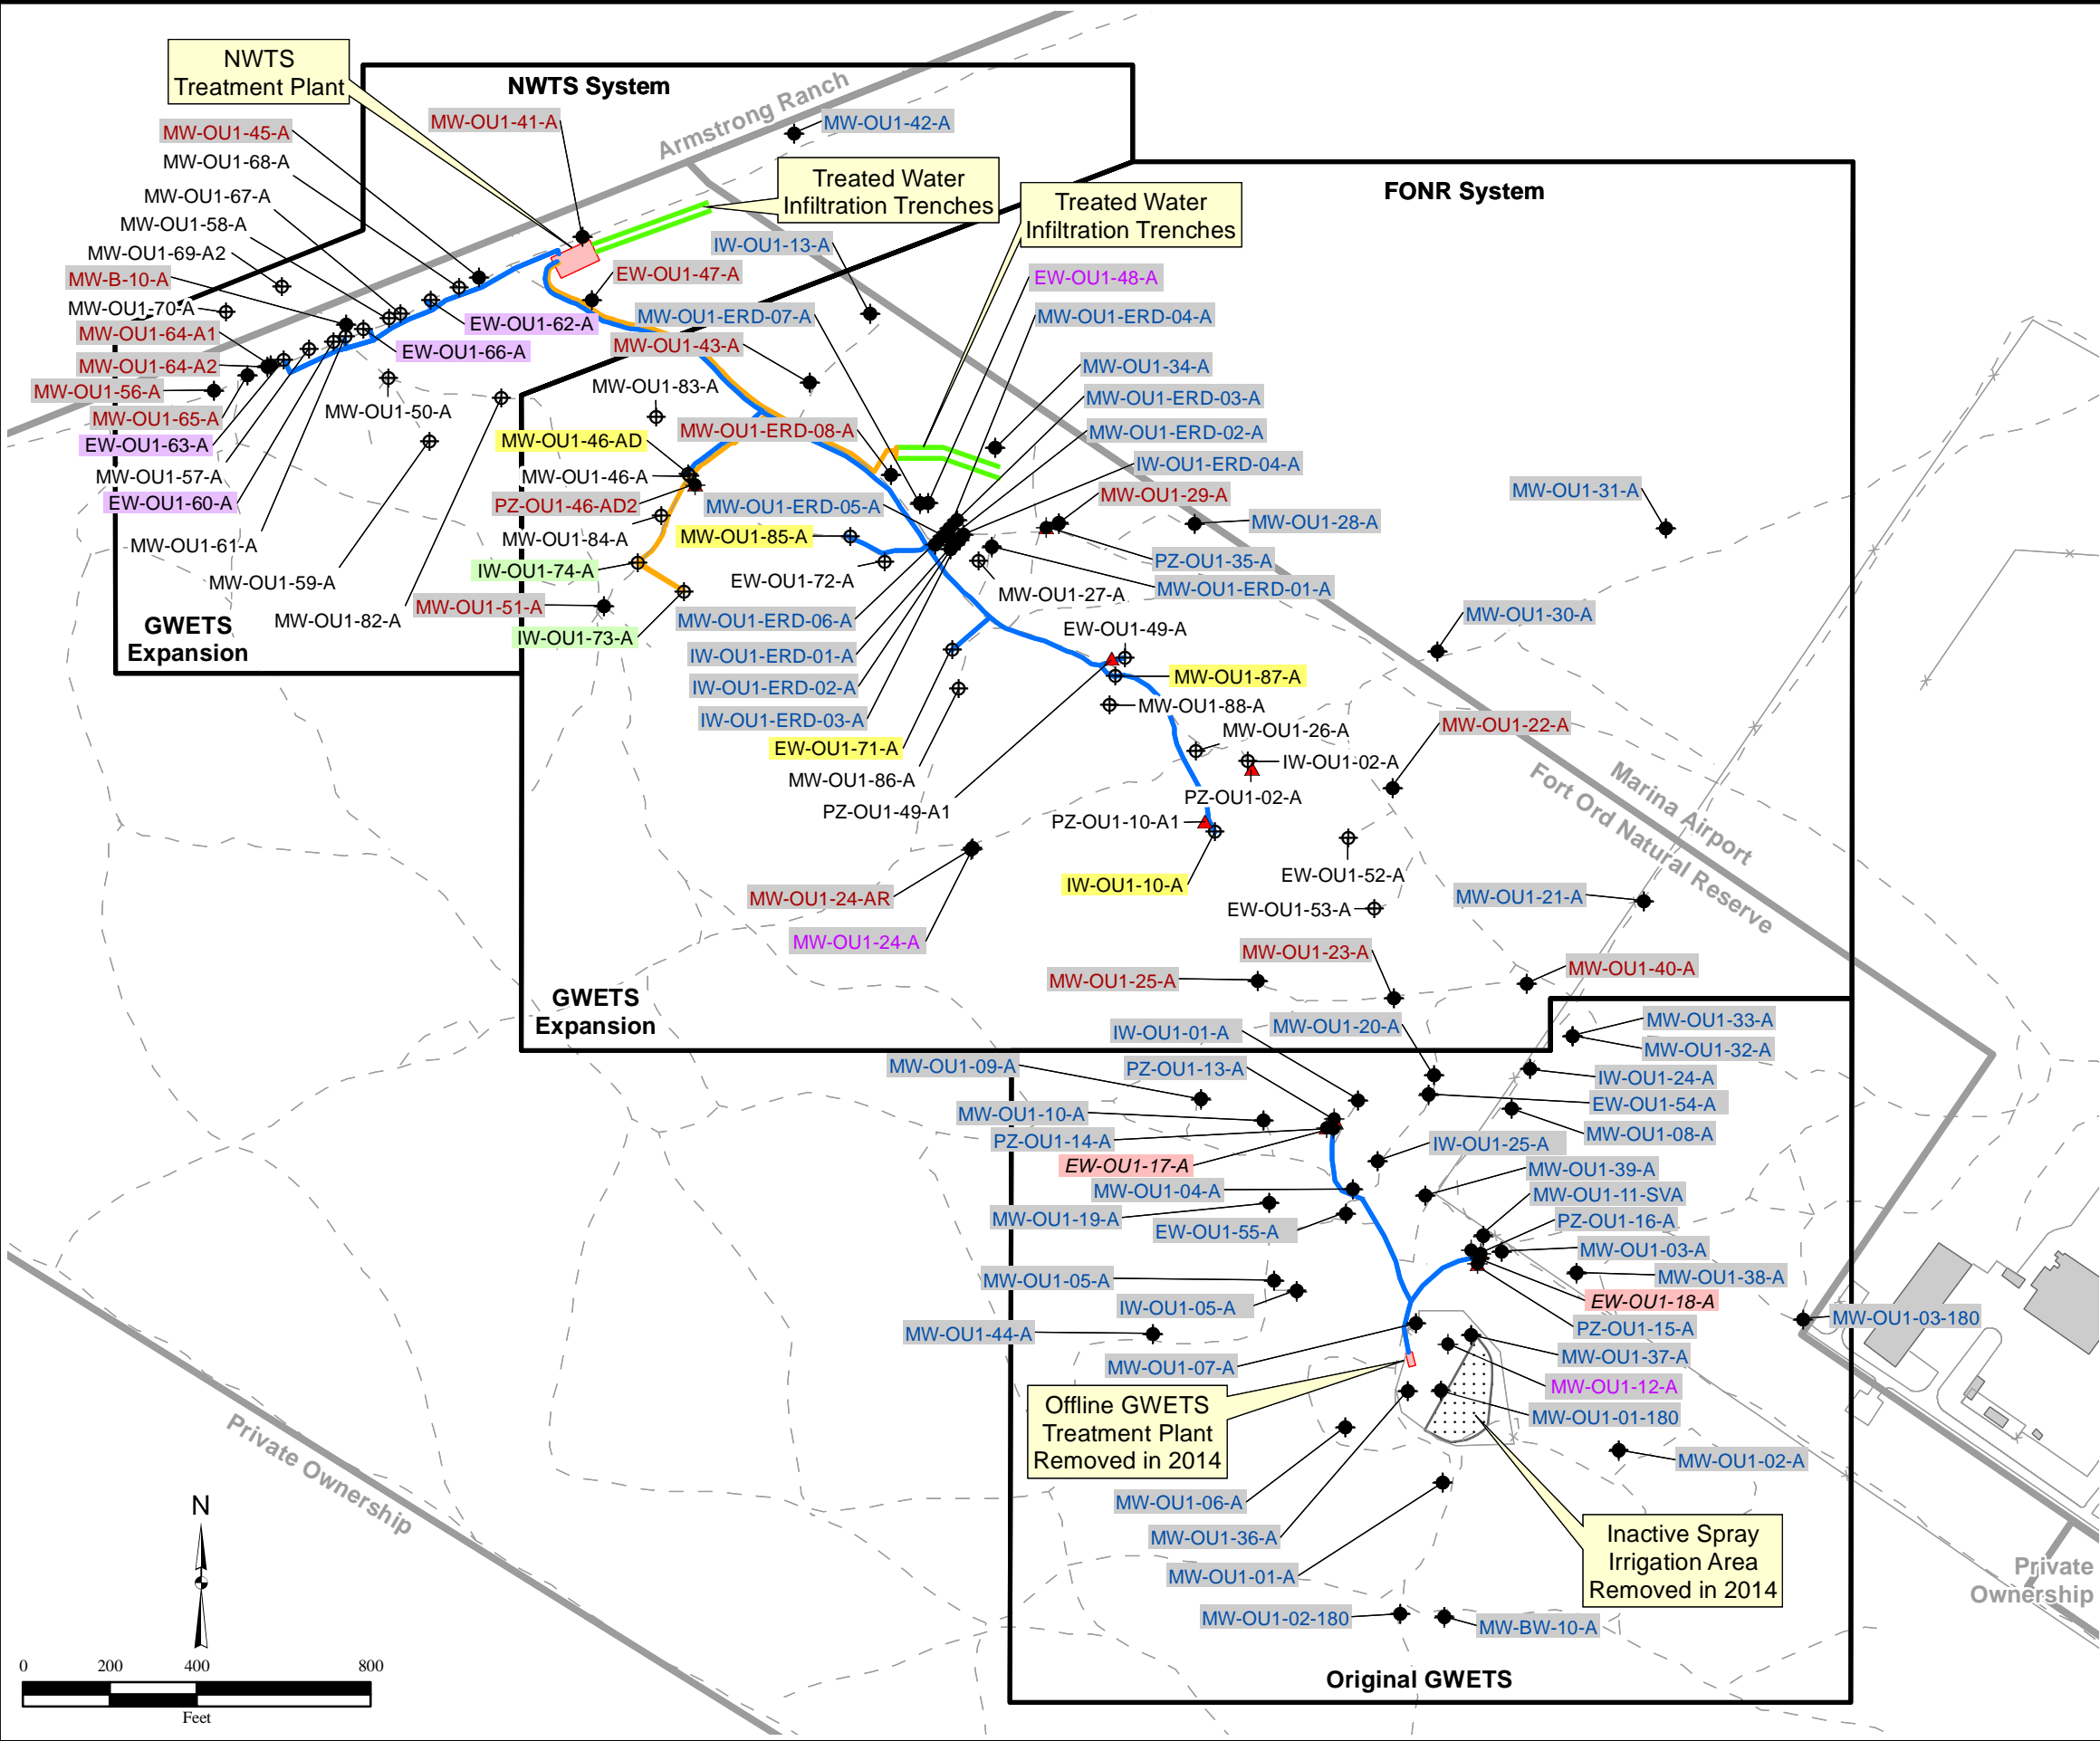 NWTS
Treatment Plant
NWTS System
MW-OU1-41-A
Armstrong Ranch
MW-OU1-42-A
MW-OU1-45-A
MW-OU1-68-A
MW-OU1-67-A
MW-OU1-58-A
MW-OU1-69-A2
MW-B-10-A
MW-OU1-70-A
MW-OU1-64-A1
MW-OU1-64-A2
MW-OU1-56-A
MW-OU1-65-A
EW-OU1-63-A
MW-OU1-57-A
EW-OU1-60-A
MW-OU1-61-A
MW-OU1-59-A
MW-OU1-82-A
GWETS
Expansion
EW-OU1-62-A
EW-OU1-66-A
MW-OU1-50-A
Treated Water
Infiltration Trenches
Treated Water
Infiltration Trenches
FONR System
IW-OU1-13-A
EW-OU1-47-A
EW-OU1-48-A
MW-OU1-ERD-07-A
MW-OU1-ERD-04-A
MW-OU1-43-A
MW-OU1-34-A
MW-OU1-83-A
MW-OU1-ERD-03-A
MW-OU1-46-AD
MW-OU1-ERD-08-A
MW-OU1-ERD-02-A
MW-OU1-46-A
IW-OU1-ERD-04-A
PZ-OU1-46-AD2
MW-OU1-ERD-05-A
MW-OU1-29-A
MW-OU1-31-A
MW-OU1-84-A
MW-OU1-85-A
MW-OU1-28-A
IW-OU1-74-A
EW-OU1-72-A
PZ-OU1-35-A
MW-OU1-27-A
MW-OU1-ERD-01-A
MW-OU1-51-A
IW-OU1-73-A
MW-OU1-ERD-06-A
EW-OU1-49-A
MW-OU1-30-A
IW-OU1-ERD-01-A
IW-OU1-ERD-02-A
MW-OU1-87-A
IW-OU1-ERD-03-A
MW-OU1-88-A
EW-OU1-71-A
MW-OU1-26-A
MW-OU1-22-A
MW-OU1-86-A
IW-OU1-02-A
PZ-OU1-49-A1
PZ-OU1-02-A
Marina Airport
Fort Ord Natural Reserve
PZ-OU1-10-A1
IW-OU1-10-A
EW-OU1-52-A
MW-OU1-24-AR
EW-OU1-53-A
MW-OU1-21-A
MW-OU1-24-A
MW-OU1-23-A
MW-OU1-25-A
MW-OU1-40-A
GWETS
Expansion
IW-OU1-01-A
MW-OU1-20-A
MW-OU1-33-A
MW-OU1-32-A
MW-OU1-09-A
PZ-OU1-13-A
IW-OU1-24-A
EW-OU1-54-A
MW-OU1-10-A
MW-OU1-08-A
PZ-OU1-14-A
IW-OU1-25-A
EW-OU1-17-A
MW-OU1-39-A
MW-OU1-04-A
MW-OU1-11-SVA
MW-OU1-19-A
PZ-OU1-16-A
EW-OU1-55-A
MW-OU1-03-A
MW-OU1-05-A
MW-OU1-38-A
IW-OU1-05-A
EW-OU1-18-A
MW-OU1-03-180
MW-OU1-44-A
PZ-OU1-15-A
MW-OU1-07-A
MW-OU1-37-A
MW-OU1-12-A
Offline GWETS
Treatment Plant
Removed in 2014
MW-OU1-01-180
MW-OU1-02-A
MW-OU1-06-A
MW-OU1-36-A
Inactive Spray
Irrigation Area
Removed in 2014
MW-OU1-01-A
MW-OU1-02-180
MW-BW-10-A
Original GWETS
Private Ownership
Private
Ownership
N
0 200 400 800
Feet